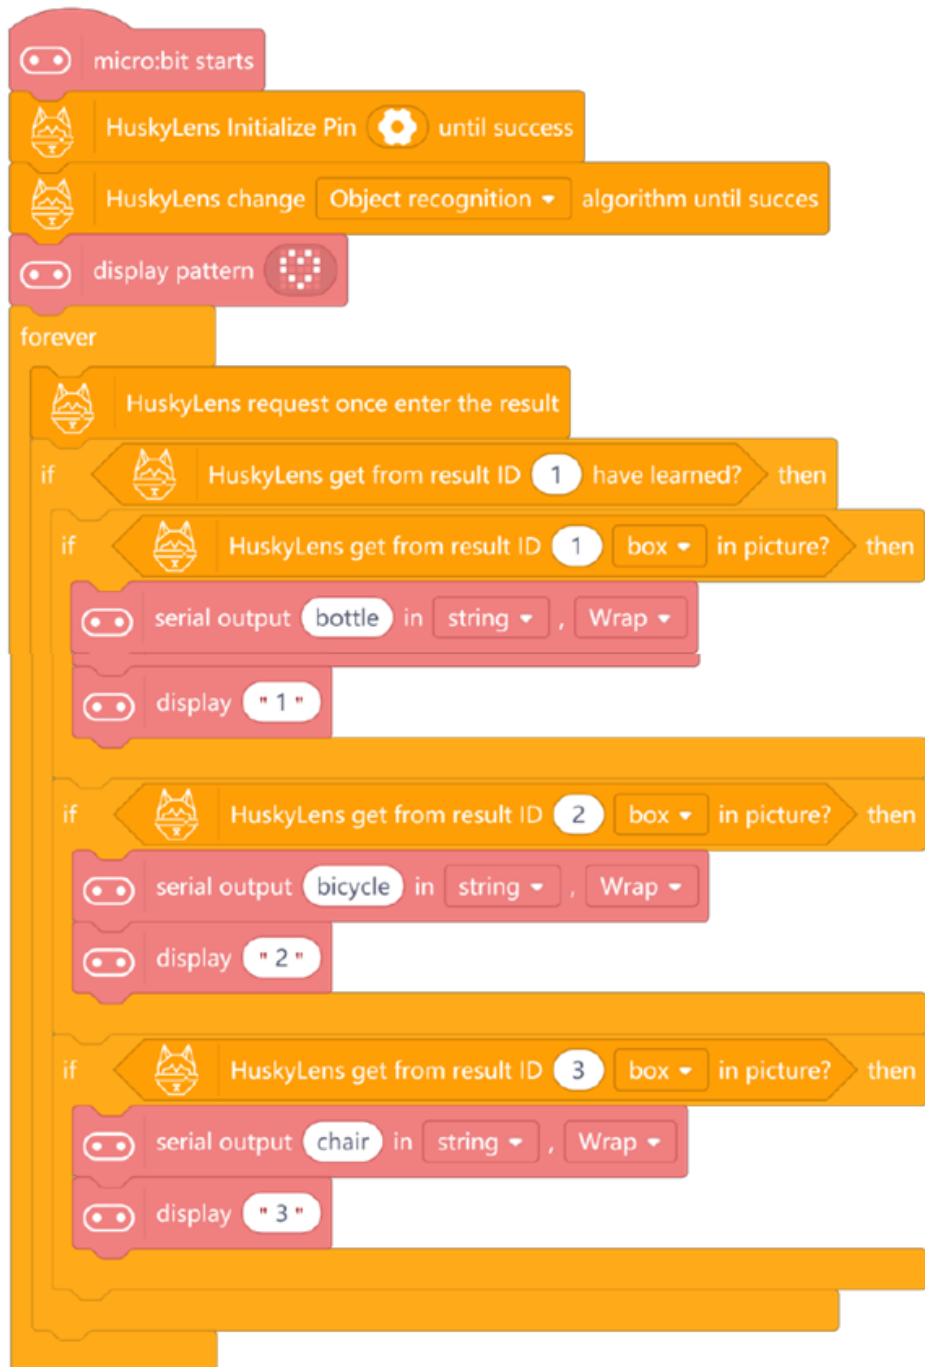 micro:bit starts
HuskyLens Initialize Pin until success
HuskyLens change Object recognition algorithm until succes
display pattern
forever
HuskyLens request once enter the result
if HuskyLens get from result ID 1 have learned? then
if HuskyLens get from result ID 1 box in picture? then
serial output bottle in string , Wrap
display "1"
if HuskyLens get from result ID 2 box in picture? then
serial output bicycle in string , Wrap
display "2"
if HuskyLens get from result ID 3 box in picture? then
serial output chair in string , Wrap
display "3"